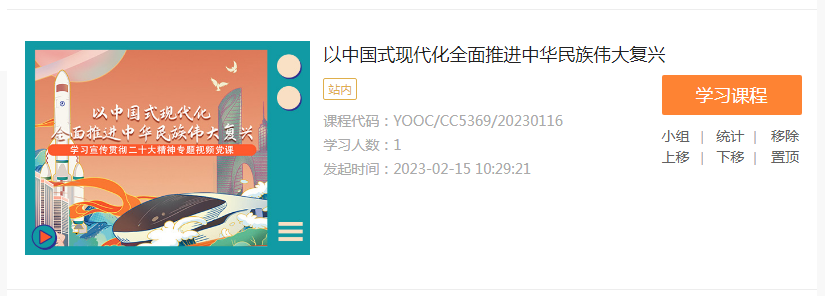 以中国式现代化
全面推进中华民族伟大复兴
学习宣传贯彻二十大精神专题视频党课
以中国式现代化全面推进中华民族伟大复兴
站内
课程代码：YOOC/CC5369/20230116
学习人数：1
发起时间：2023-02-15 10:29:21
学习课程
小组 | 统计 | 移除
上移 | 下移 | 置顶